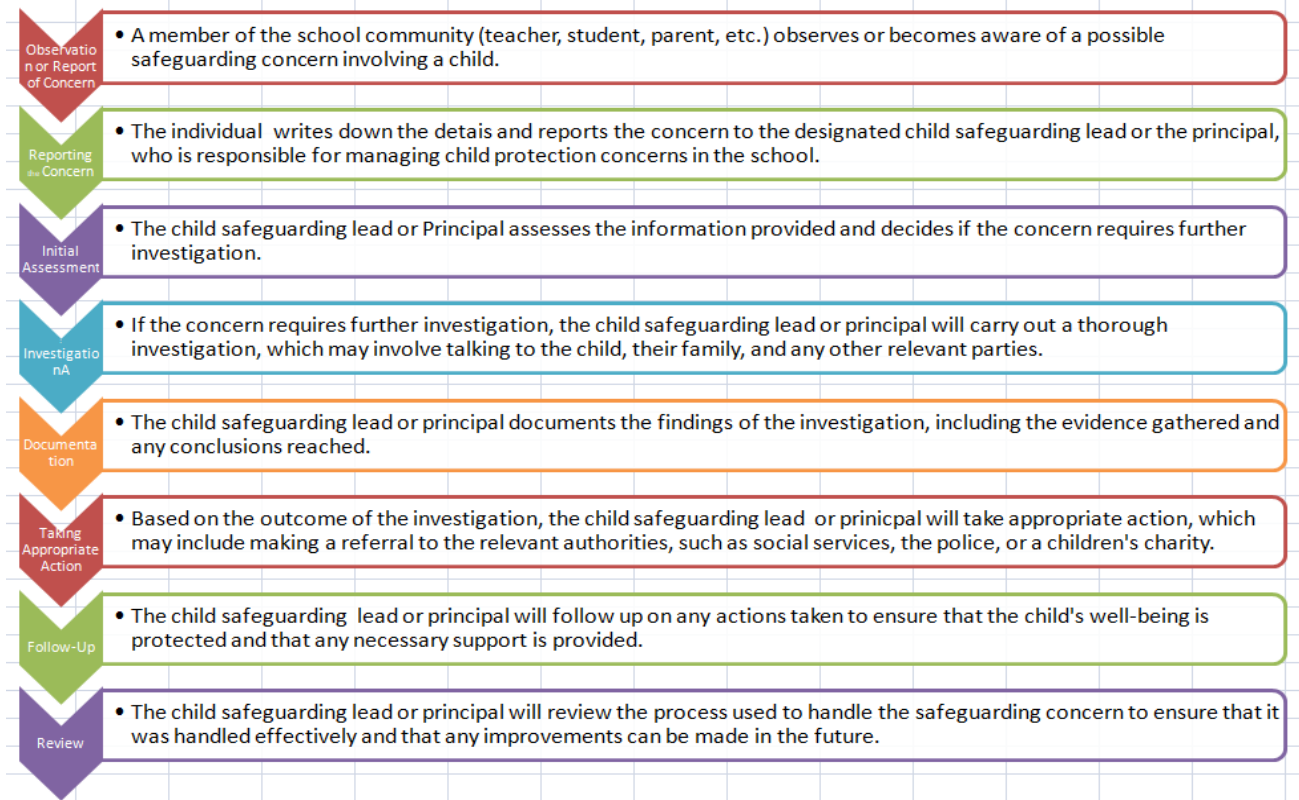 Observatio
n or Report
of Concern
• A member of the school community (teacher, student, parent, etc.) observes or becomes aware of a possible
safeguarding concern involving a child.
Reporting
the Concern
• The individual writes down the detais and reports the concern to the designated child safeguarding lead or the principal,
who is responsible for managing child protection concerns in the school.
Initial
Assessment
• The child safeguarding lead or Principal assesses the information provided and decides if the concern requires further
investigation.
Investigatio
nA
• If the concern requires further investigation, the child safeguarding lead or principal will carry out a thorough
investigation, which may involve talking to the child, their family, and any other relevant parties.
Documenta
tion
• The child safeguarding lead or principal documents the findings of the investigation, including the evidence gathered and
any conclusions reached.
Taking
Appropriate
Action
• Based on the outcome of the investigation, the child safeguarding lead or prinicpal will take appropriate action, which
may include making a referral to the relevant authorities, such as social services, the police, or a children's charity.
Follow-Up
• The child safeguarding lead or principal will follow up on any actions taken to ensure that the child's well-being is
protected and that any necessary support is provided.
Review
• The child safeguarding lead or principal will review the process used to handle the safeguarding concern to ensure that it
was handled effectively and that any improvements can be made in the future.